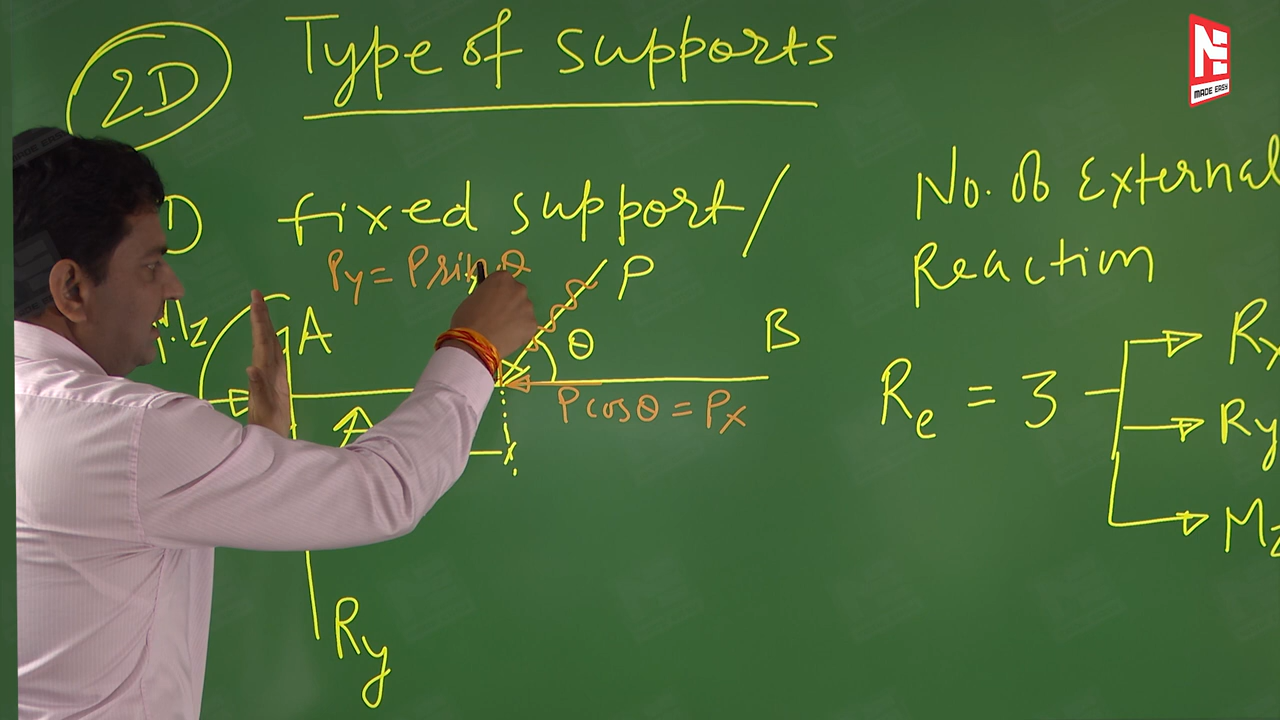 2D Type of supports
MADE EASY
No. of External
Reaction
fixed support/
Py = P sin θ
P
Mz
A
θ
B
P cos θ = Px
Re = 3
Rx
Ry
Mz
Ry